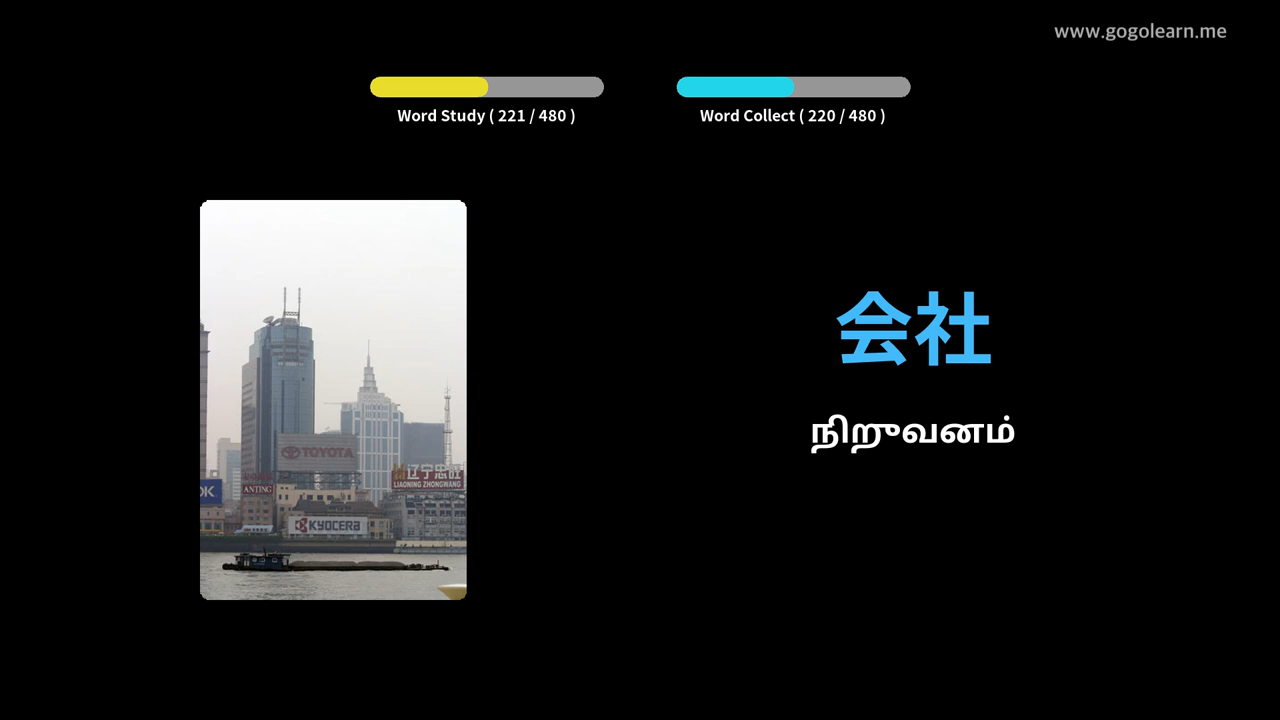 www.gogolearn.me
Word Study ( 221 / 480 )
Word Collect ( 220 / 480 )
会社
நிறுவனம்
TOYOTA
辽宁忠旺
LIAONING ZHONGWANG
ANTING
OK
KYOCERA